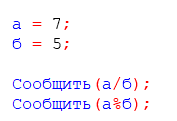 а = 7;
б = 5;
Сообщить(а/б);
Сообщить(а%б);